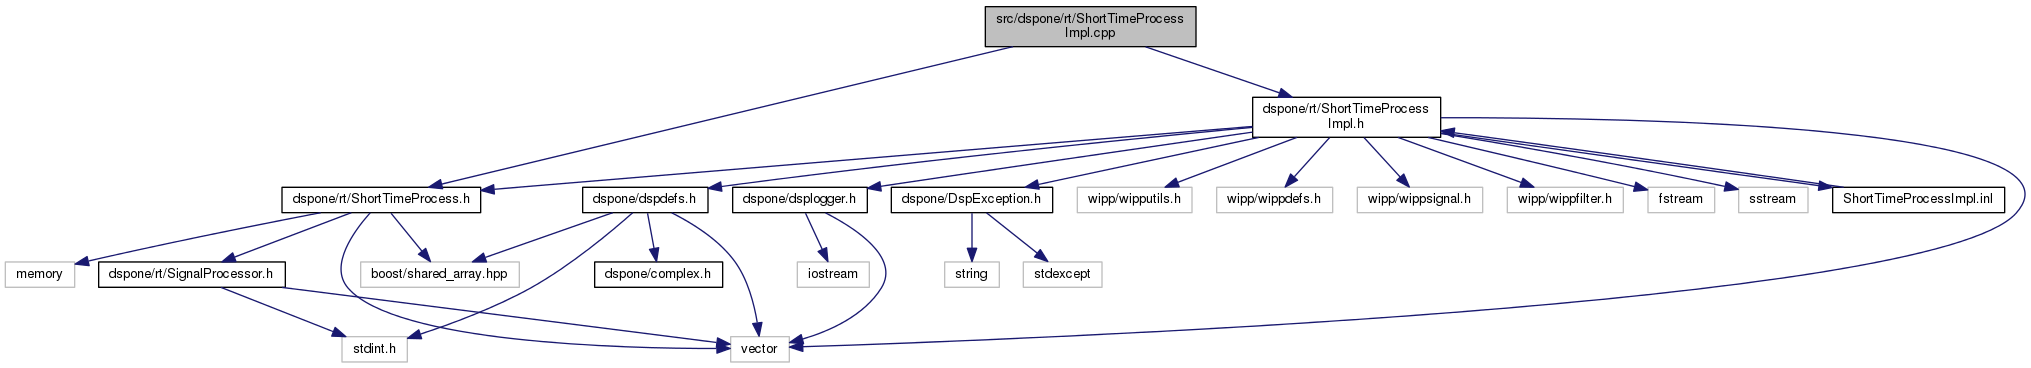 src/dspone/rt/ShortTimeProcess
Impl.cpp
dspone/rt/ShortTimeProcess
Impl.h
dspone/rt/ShortTimeProcess.h
dspone/dspdefs.h
dspone/dsplogger.h
dspone/DspException.h
wipp/wipputils.h
wipp/wippdefs.h
wipp/wippsignal.h
wipp/wippfilter.h
fstream
sstream
ShortTimeProcessImpl.inl
memory
dspone/rt/SignalProcessor.h
boost/shared_array.hpp
dspone/complex.h
iostream
string
stdexcept
stdint.h
vector